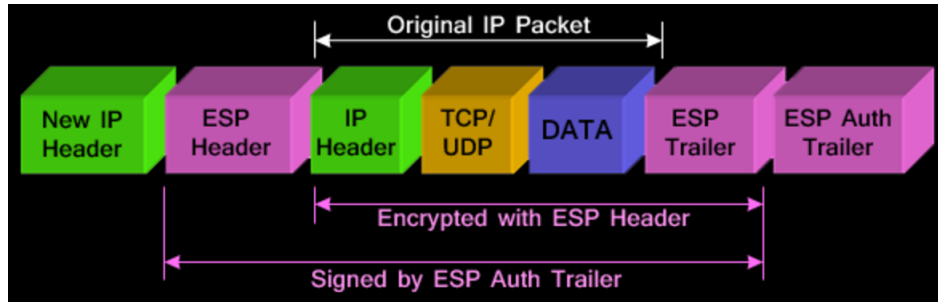 Original IP Packet
New IP
Header
ESP
Header
IP
Header
TCP/
UDP
DATA
ESP
Trailer
ESP Auth
Trailer
Encrypted with ESP Header
Signed by ESP Auth Trailer